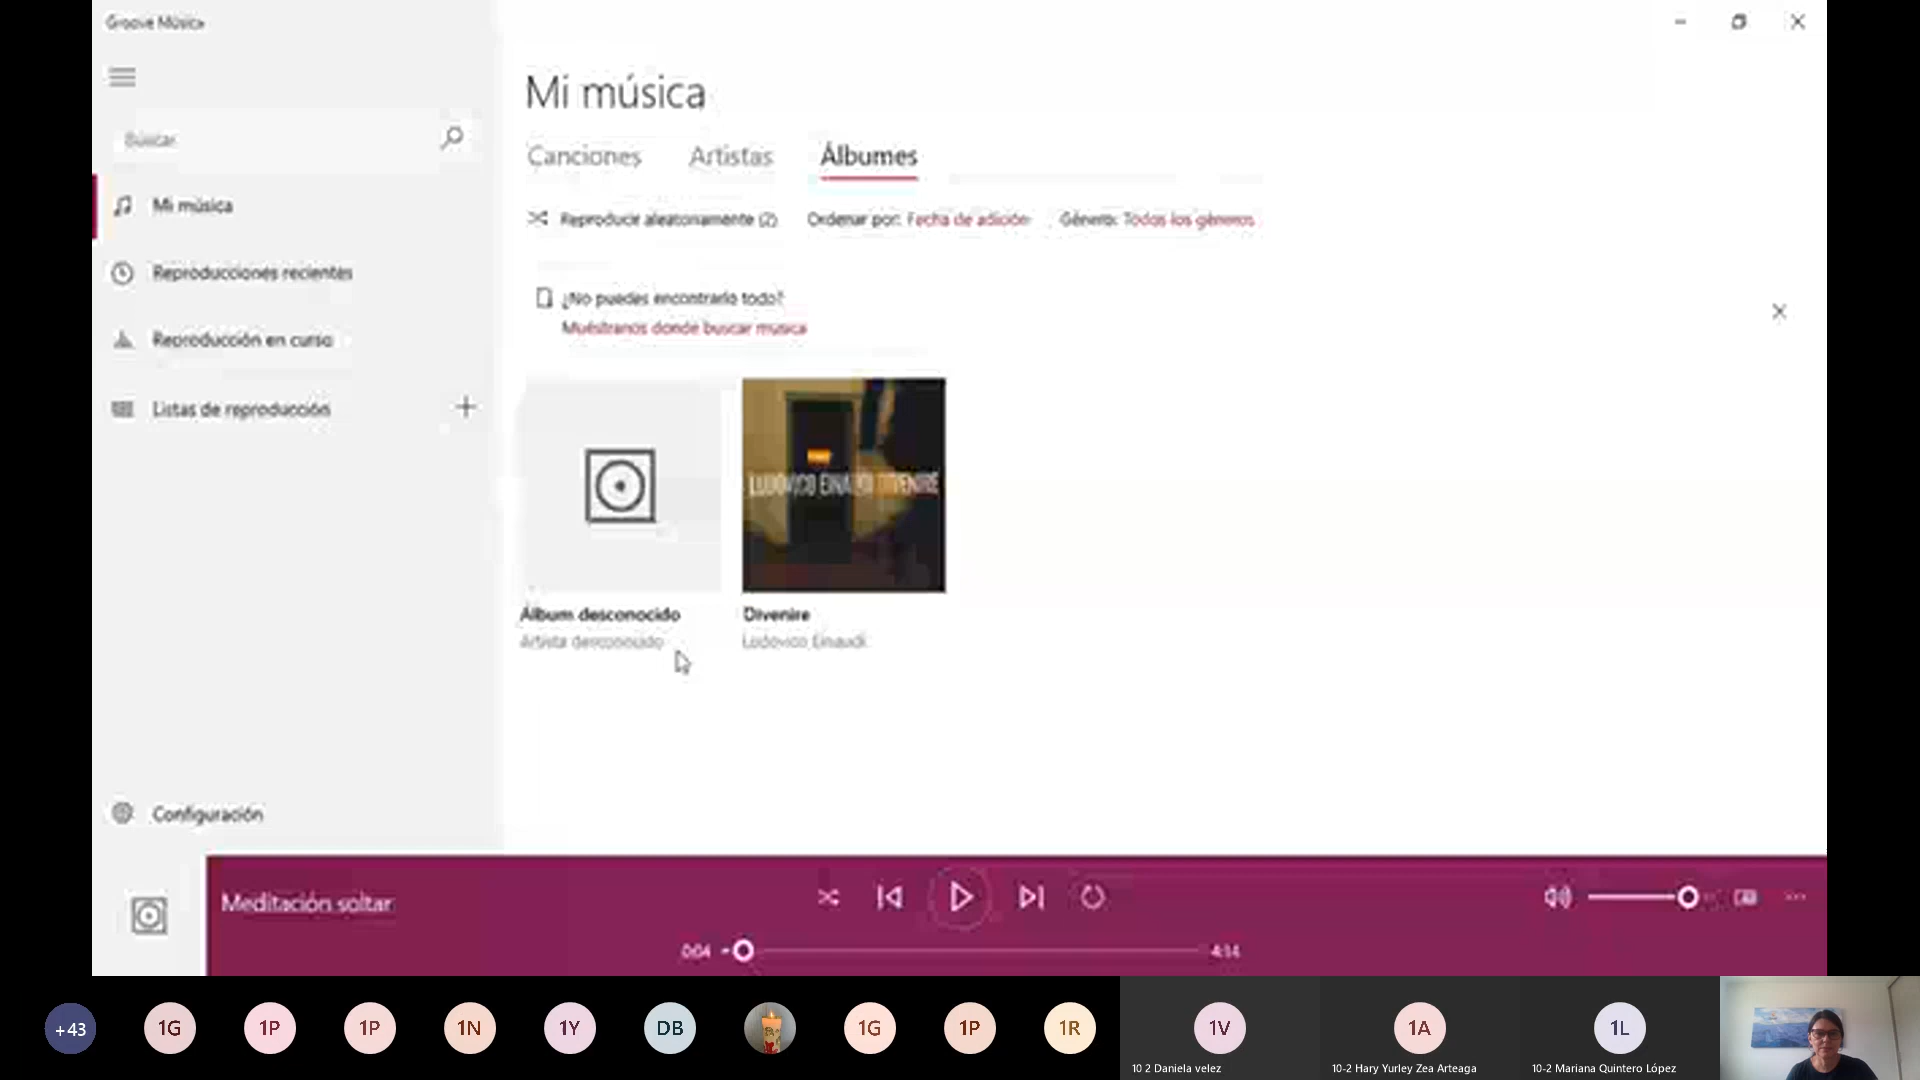 Groove Música
Mi música
Buscar
Canciones Artistas Álbumes
Mi música
Reproducir aleatoriamente (2) Ordenar por: Fecha de adición Género: Todos los géneros
Reproducciones recientes
¿No puedes encontrarlo todo?
Muéstranos dónde buscar música
Reproducción en curso
Listas de reproducción
LUDOVICO EINAUDI DIVENIRE
Álbum desconocido
Artista desconocido
Divenire
Ludovico Einaudi
Configuración
Meditación soltar
0:04
4:14
+43
1G
1P
1P
1N
1Y
DB
1G
1P
1R
1V
10 2 Daniela velez
1A
10-2 Hary Yurley Zea Arteaga
1L
10-2 Mariana Quintero López